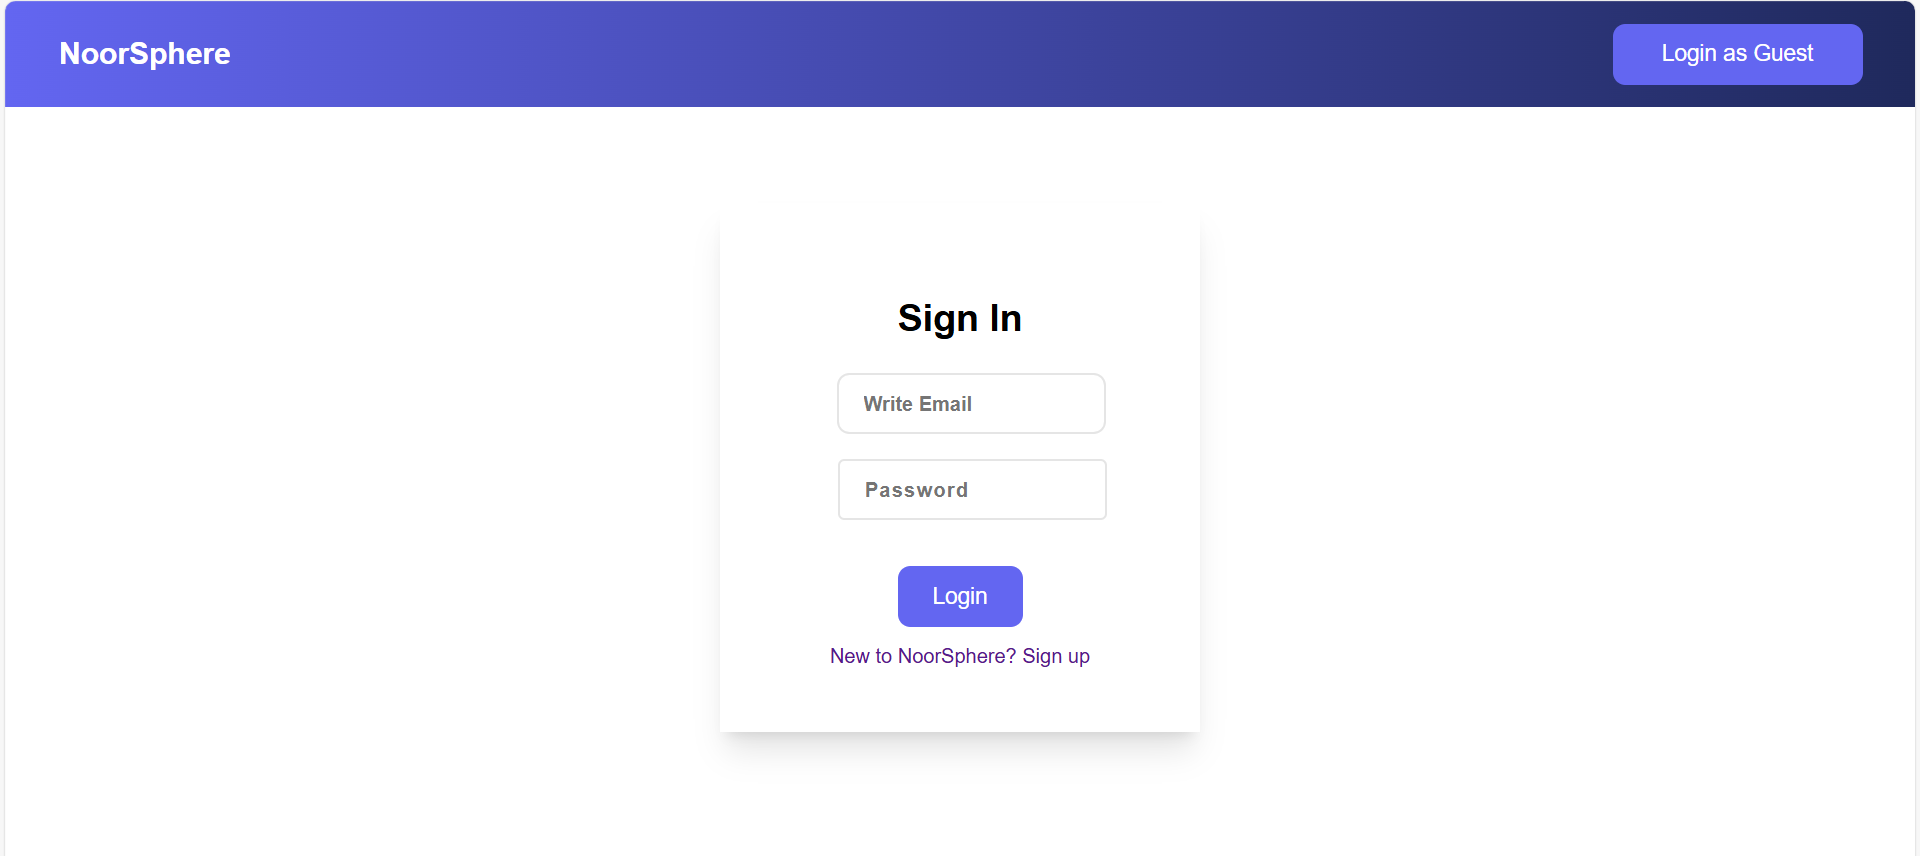 NoorSphere
Login as Guest
Sign In
Write Email
Password
Login
New to NoorSphere? Sign up